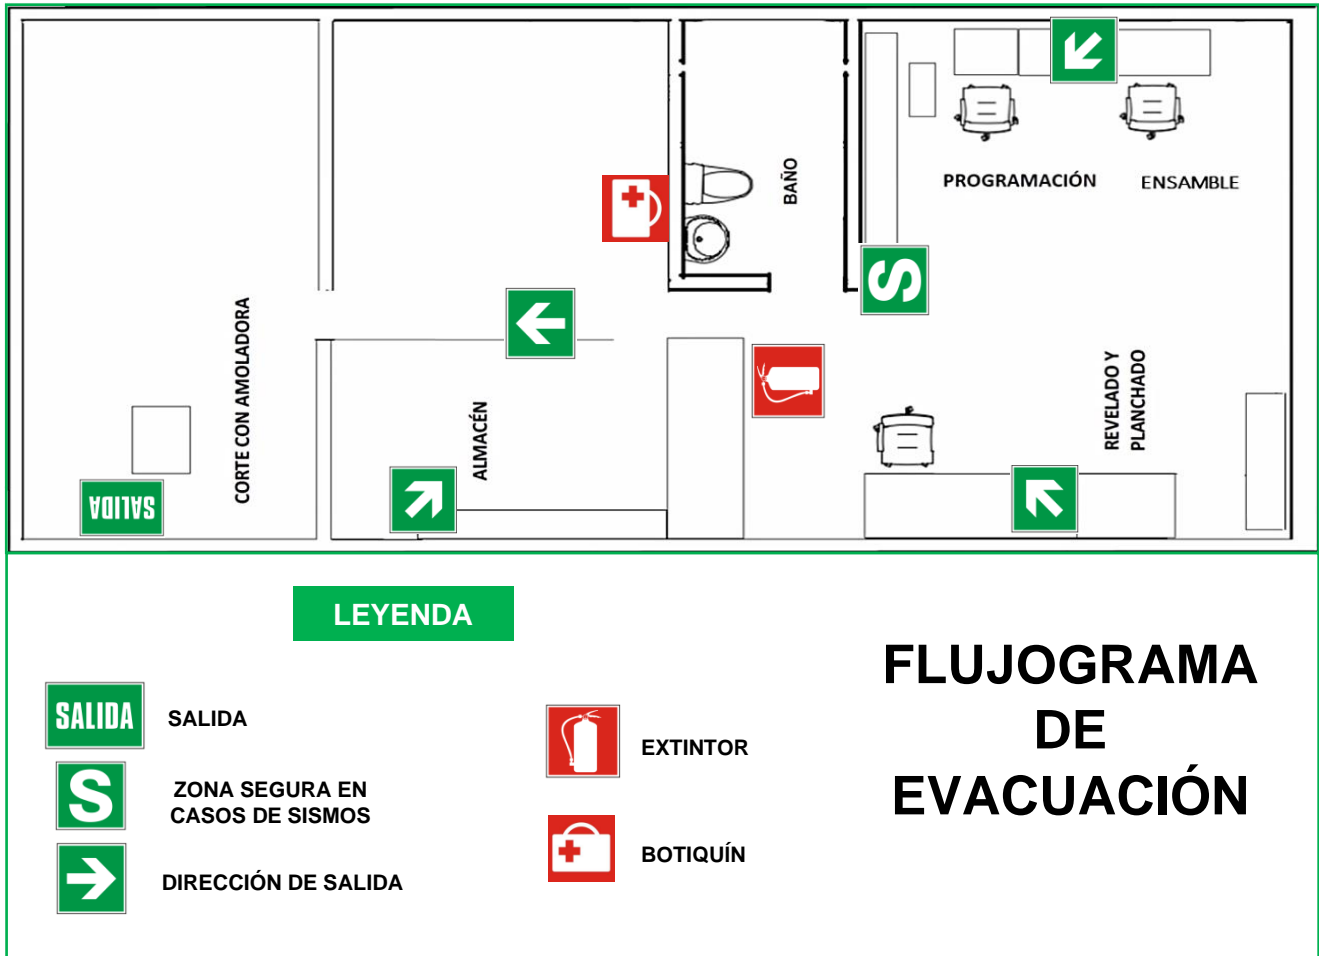 BAÑO
PROGRAMACIÓN
ENSAMBLE
S
CORTE CON AMOLADORA
ALMACÉN
REVELADO Y
PLANCHADO
SALIDA
LEYENDA
SALIDA
SALIDA
S
ZONA SEGURA EN
CASOS DE SISMOS
DIRECCIÓN DE SALIDA
EXTINTOR
BOTIQUÍN
FLUJOGRAMA
DE
EVACUACIÓN